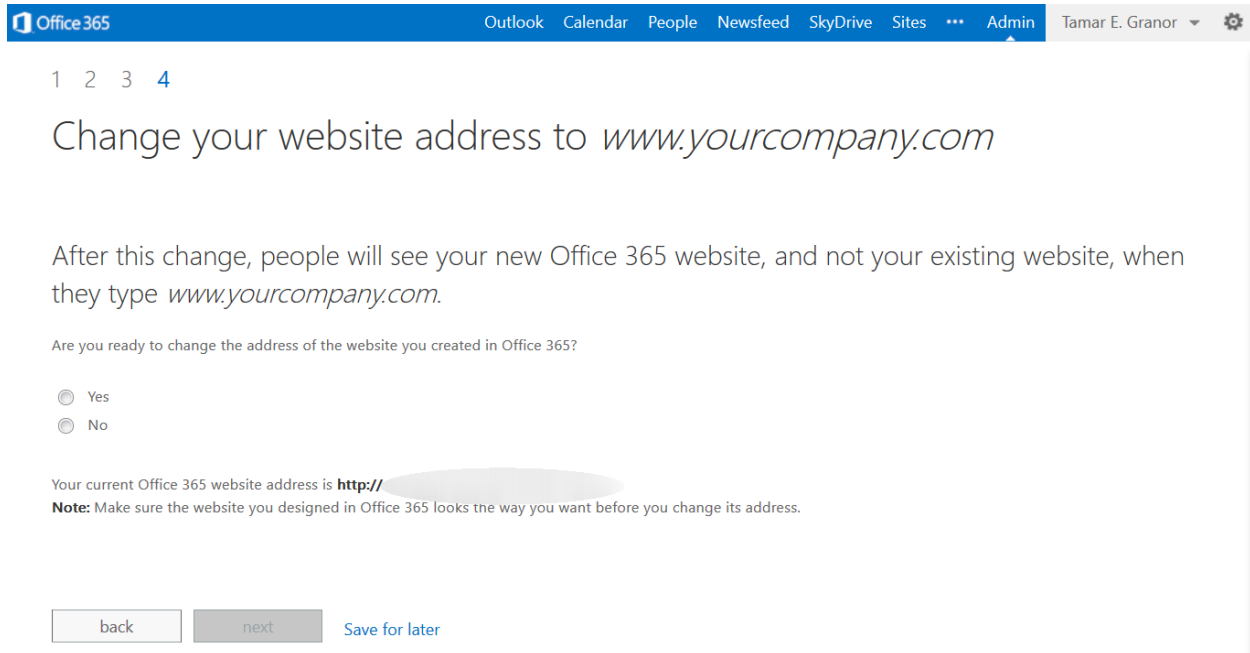 Office 365 Outlook Calendar People Newsfeed SkyDrive Sites ••• Admin Tamar E. Granor
1 2 3 4
Change your website address to www.yourcompany.com
After this change, people will see your new Office 365 website, and not your existing website, when
they type www.yourcompany.com.
Are you ready to change the address of the website you created in Office 365?
Yes
No
Your current Office 365 website address is http://
Note: Make sure the website you designed in Office 365 looks the way you want before you change its address.
back next Save for later